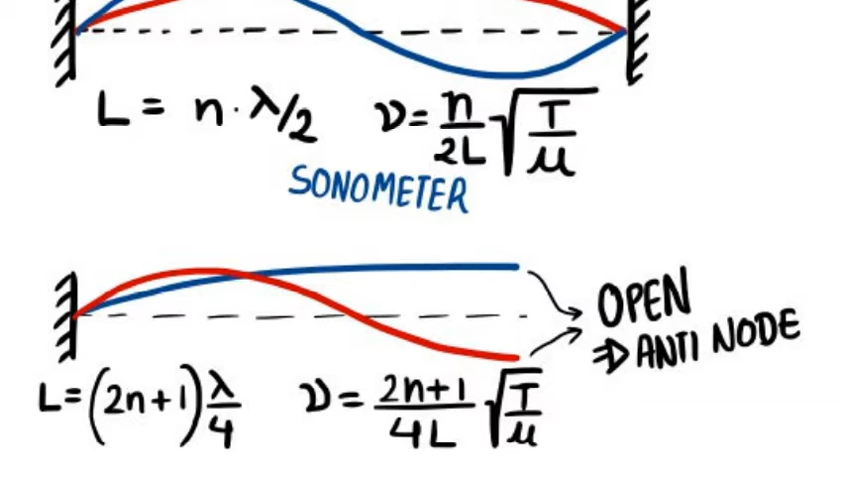 L = n · λ/2 ν = n/2L √(T/μ)
SONOMETER
OPEN
⇒ ANTI NODE
L = (2n+1) λ/4 ν = 2n+1/4L √(T/μ)